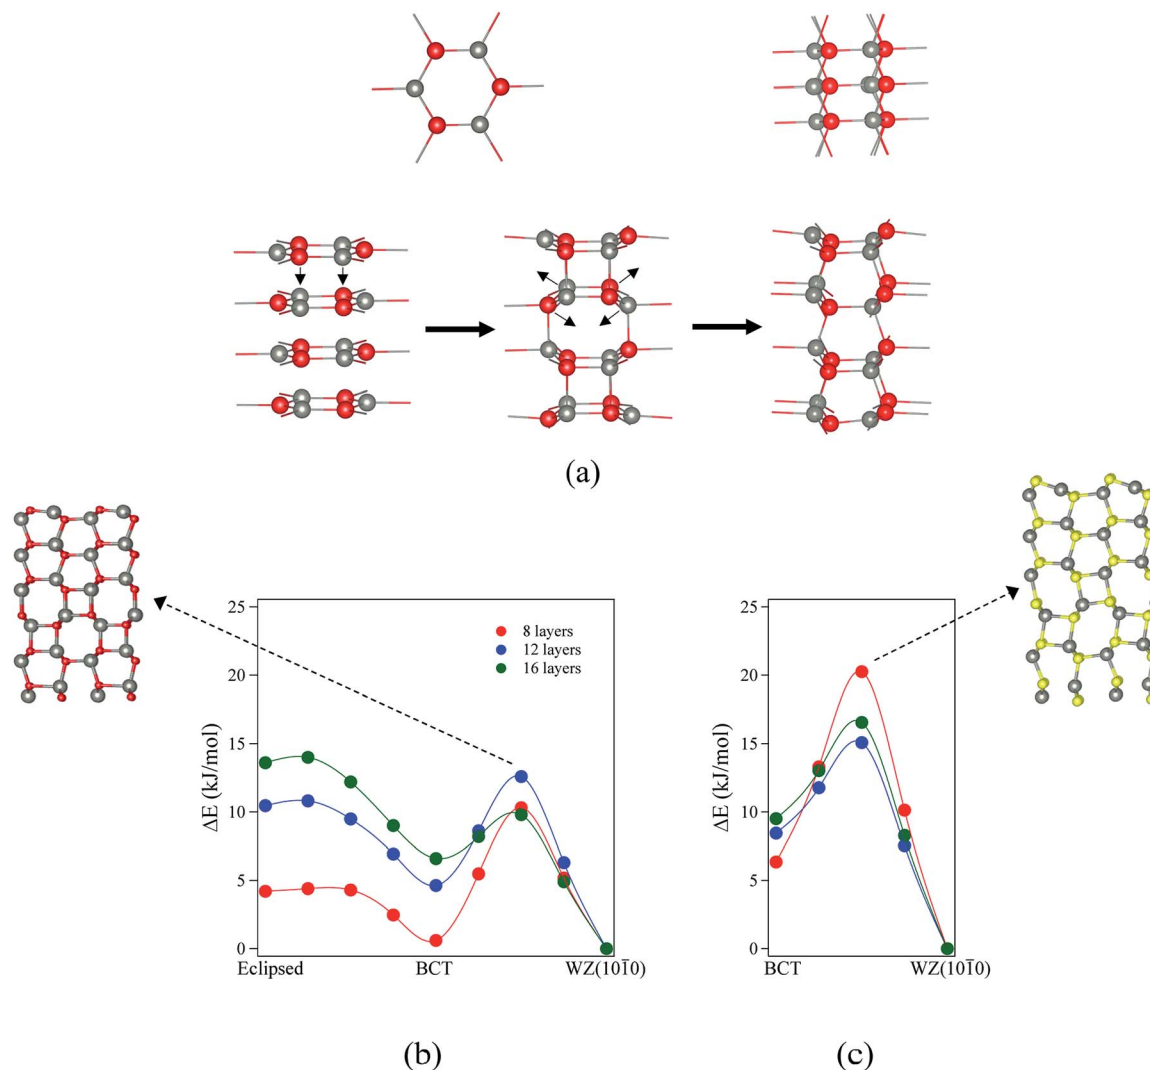 (a)
25
20
15
10
5
0
ΔE (kJ/mol)
8 layers
12 layers
16 layers
Eclipsed
BCT
WZ(101̄0)
(b)
25
20
15
10
5
0
ΔE (kJ/mol)
BCT
WZ(101̄0)
(c)